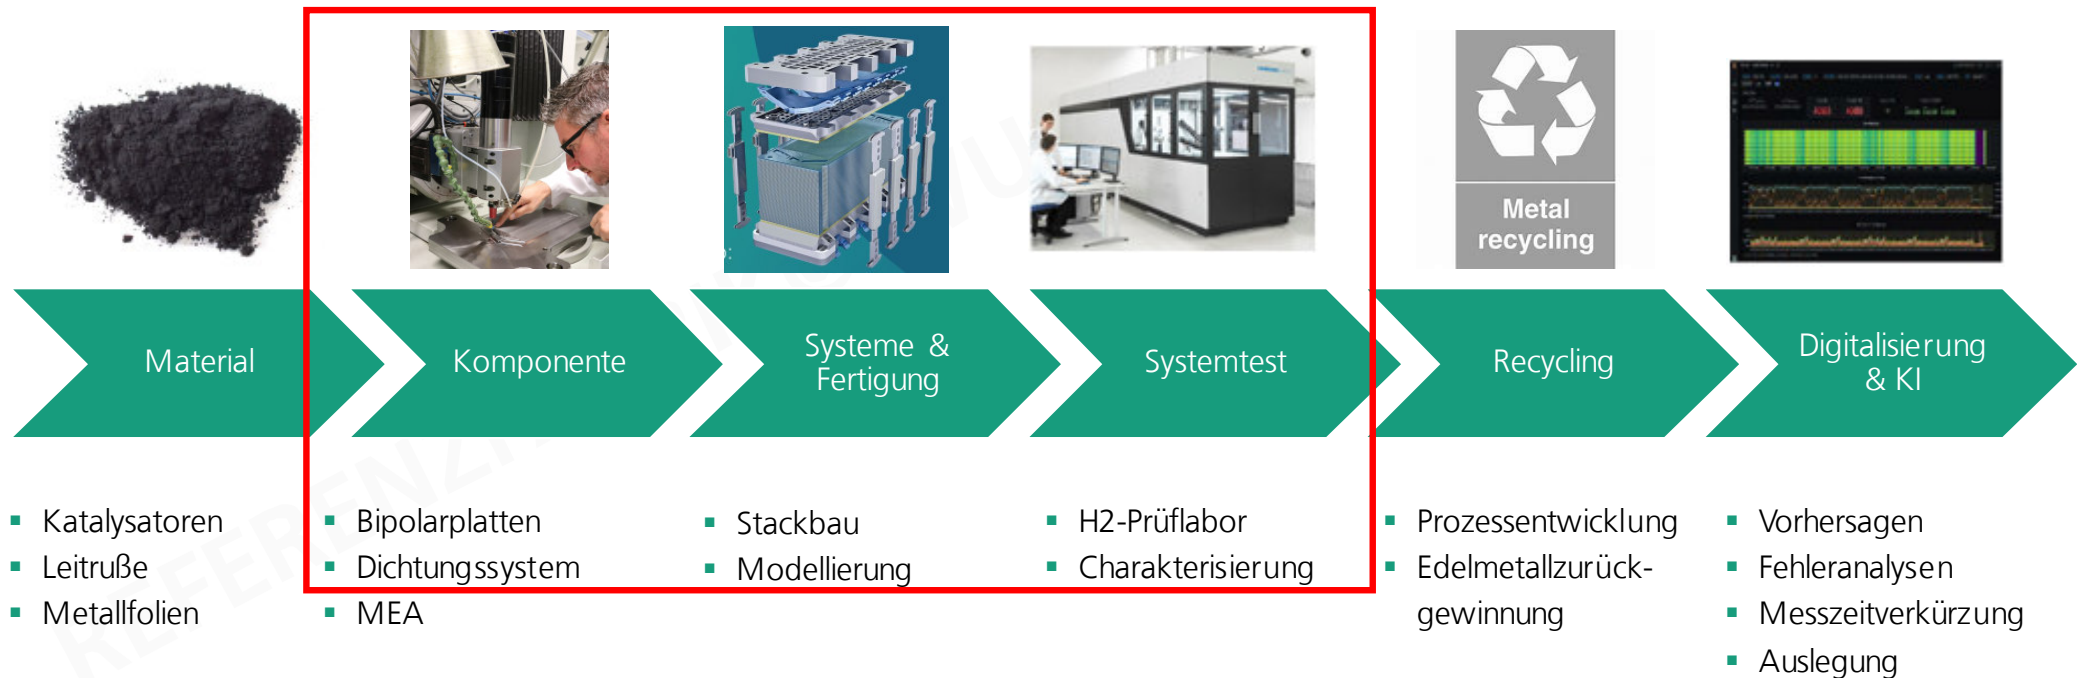 Metal
recycling
Material
Komponente
Systeme &
Fertigung
Systemtest
Recycling
Digitalisierung
& KI
▪ Katalysatoren
▪ Leitruße
▪ Metallfolien
▪ Bipolarplatten
▪ Dichtungssystem
▪ MEA
▪ Stackbau
▪ Modellierung
▪ H2-Prüflabor
▪ Charakterisierung
▪ Prozessentwicklung
▪ Edelmetallzurück-
gewinnung
▪ Vorhersagen
▪ Fehleranalysen
▪ Messzeitverkürzung
▪ Auslegung